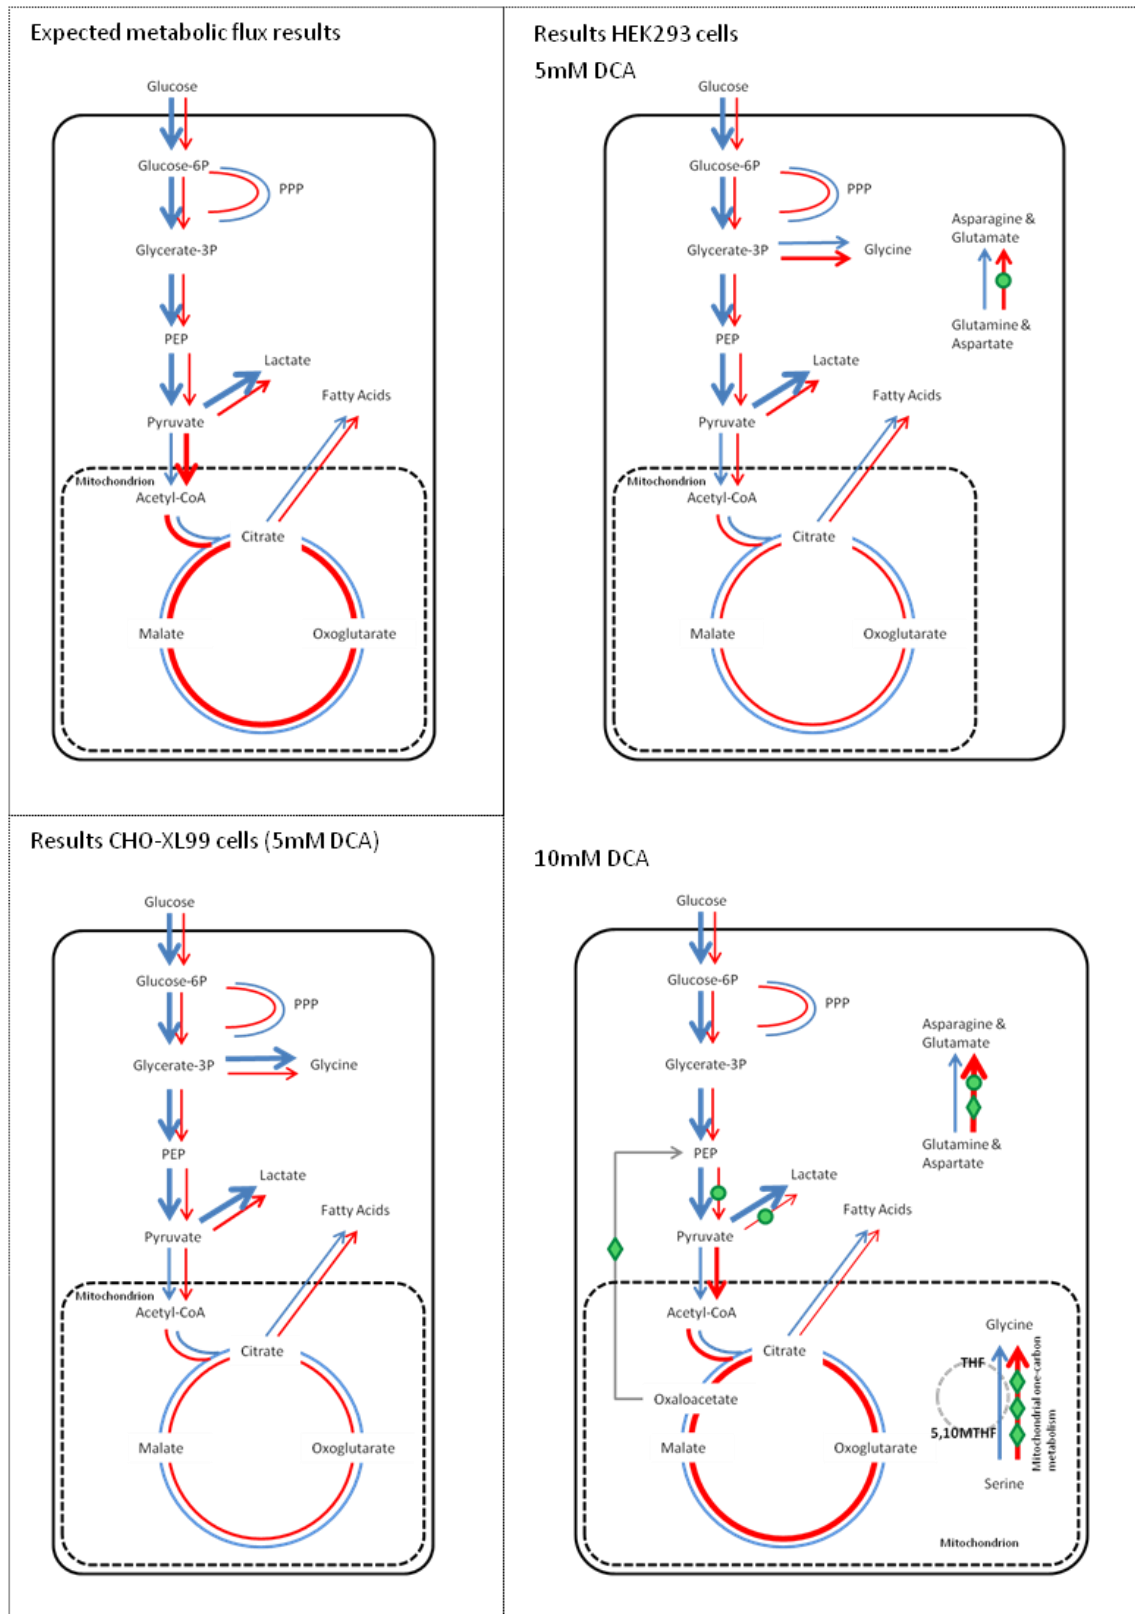 Expected metabolic flux results
Glucose
Glucose-6P
PPP
Glycerate-3P
PEP
Lactate
Fatty Acids
Pyruvate
Mitochondrion
Acetyl-CoA
Citrate
Malate
Oxoglutarate
Results HEK293 cells
5mM DCA
Glucose
Glucose-6P
PPP
Glycerate-3P
Glycine
Asparagine &
Glutamate
Glutamine &
Aspartate
PEP
Lactate
Fatty Acids
Pyruvate
Mitochondrion
Acetyl-CoA
Citrate
Malate
Oxoglutarate
Results CHO-XL99 cells (5mM DCA)
Glucose
Glucose-6P
PPP
Glycerate-3P
Glycine
PEP
Lactate
Fatty Acids
Pyruvate
Mitochondrion
Acetyl-CoA
Citrate
Malate
Oxoglutarate
10mM DCA
Glucose
Glucose-6P
PPP
Glycerate-3P
Asparagine &
Glutamate
Glutamine &
Aspartate
PEP
Lactate
Fatty Acids
Pyruvate
Acetyl-CoA
Citrate
Oxaloacetate
Malate
Oxoglutarate
Glycine
THF
5,10MTHF
Serine
Mitochondrial one-carbon
metabolism
Mitochondrion